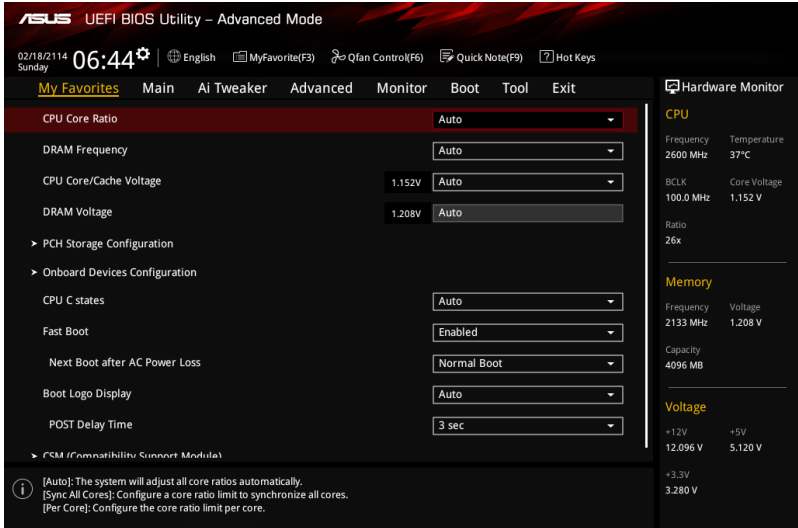 ASUS UEFI BIOS Utility – Advanced Mode
02/18/2114
Sunday
06:44
English
MyFavorite(F3)
Qfan Control(F6)
Quick Note(F9)
? Hot Keys
My Favorites Main Ai Tweaker Advanced Monitor Boot Tool Exit
CPU Core Ratio Auto
DRAM Frequency Auto
CPU Core/Cache Voltage 1.152V Auto
DRAM Voltage 1.208V Auto
> PCH Storage Configuration
> Onboard Devices Configuration
CPU C states Auto
Fast Boot Enabled
Next Boot after AC Power Loss Normal Boot
Boot Logo Display Auto
POST Delay Time 3 sec
> CSM (Compatibility Support Module)
[Auto]: The system will adjust all core ratios automatically.
[Sync All Cores]: Configure a core ratio limit to synchronize all cores.
[Per Core]: Configure the core ratio limit per core.
Hardware Monitor
CPU
Frequency Temperature
2600 MHz 37°C
BCLK Core Voltage
100.0 MHz 1.152 V
Ratio
26x
Memory
Frequency Voltage
2133 MHz 1.208 V
Capacity
4096 MB
Voltage
+12V +5V
12.096 V 5.120 V
+3.3V
3.280 V